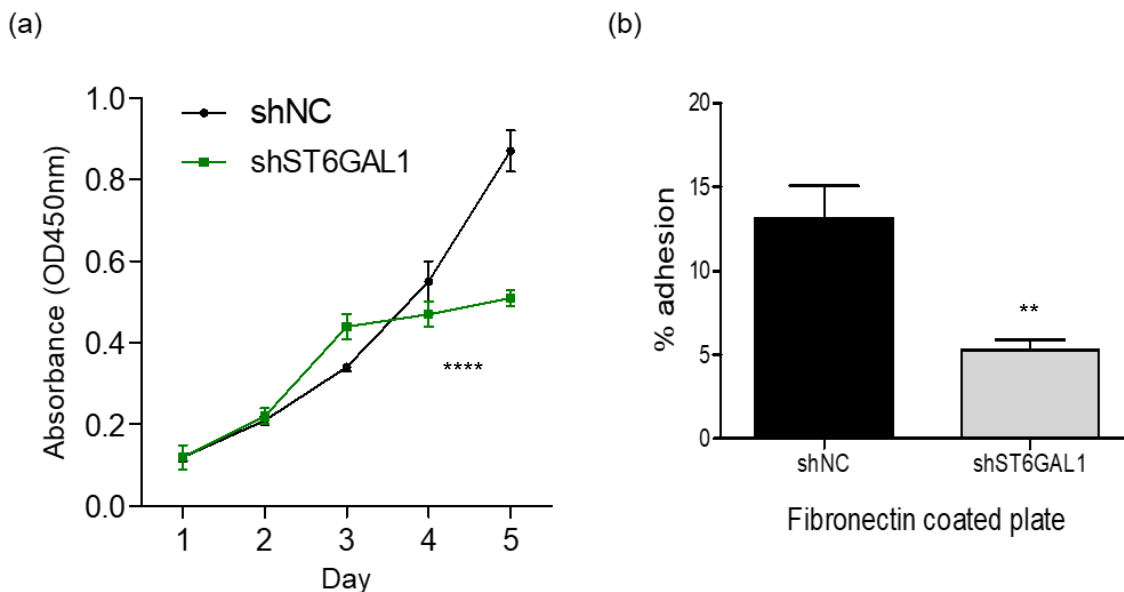 (a)
(b)
shNC
shST6GAL1
Absorbance (OD450nm)
1.0
0.8
0.6
0.4
0.2
0.0
****
1 2 3 4 5
Day
% adhesion
20
15
10
5
0
**
shNC shST6GAL1
Fibronectin coated plate